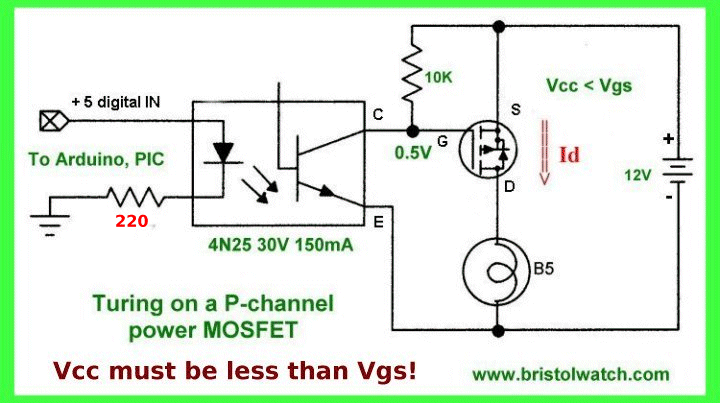 10K
Vcc < Vgs
+ 5 digital IN
C
S
G
0.5V
Id
+
To Arduino, PIC
12V
-
D
220
E
4N25 30V 150mA
B5
Turing on a P-channel
power MOSFET
Vcc must be less than Vgs!
www.bristolwatch.com